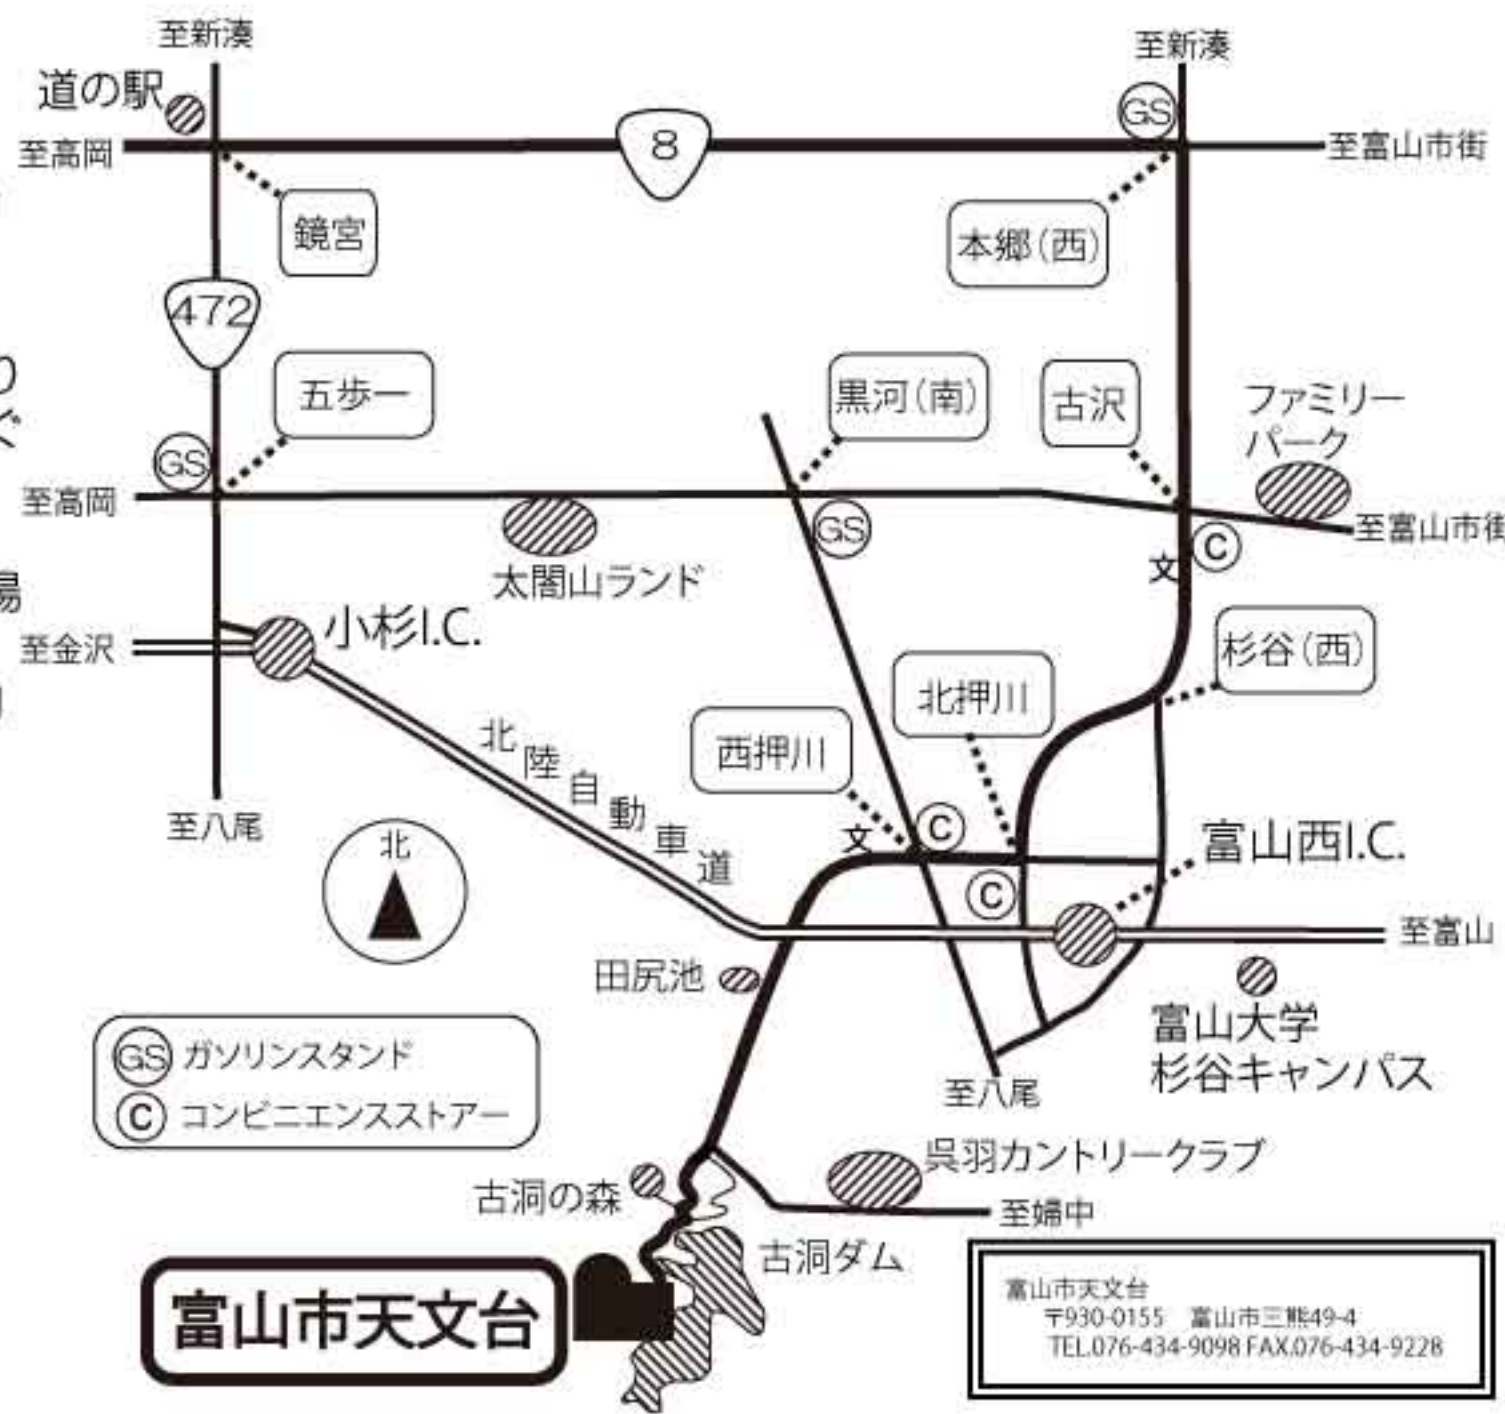 至新湊
至新湊
道の駅
GS
至高岡
8
至富山市街
鏡宮
本郷(西)
472
り
ぐ
五歩一
黒河(南)
古沢
ファミリー
パーク
GS
至高岡
GS
至富山市街
C
文
太閤山ランド
場
小杉I.C.
至金沢
杉谷(西)
北押川
西押川
北陸自動車道
至八尾
北
文
C
富山西I.C.
C
至富山
田尻池
富山大学
杉谷キャンパス
GS ガソリンスタンド
C コンビニエンスストアー
至八尾
呉羽カントリークラブ
古洞の森
至婦中
古洞ダム
富山市天文台
富山市天文台
〒930-0155 富山市三熊49-4
TEL.076-434-9098 FAX.076-434-9228